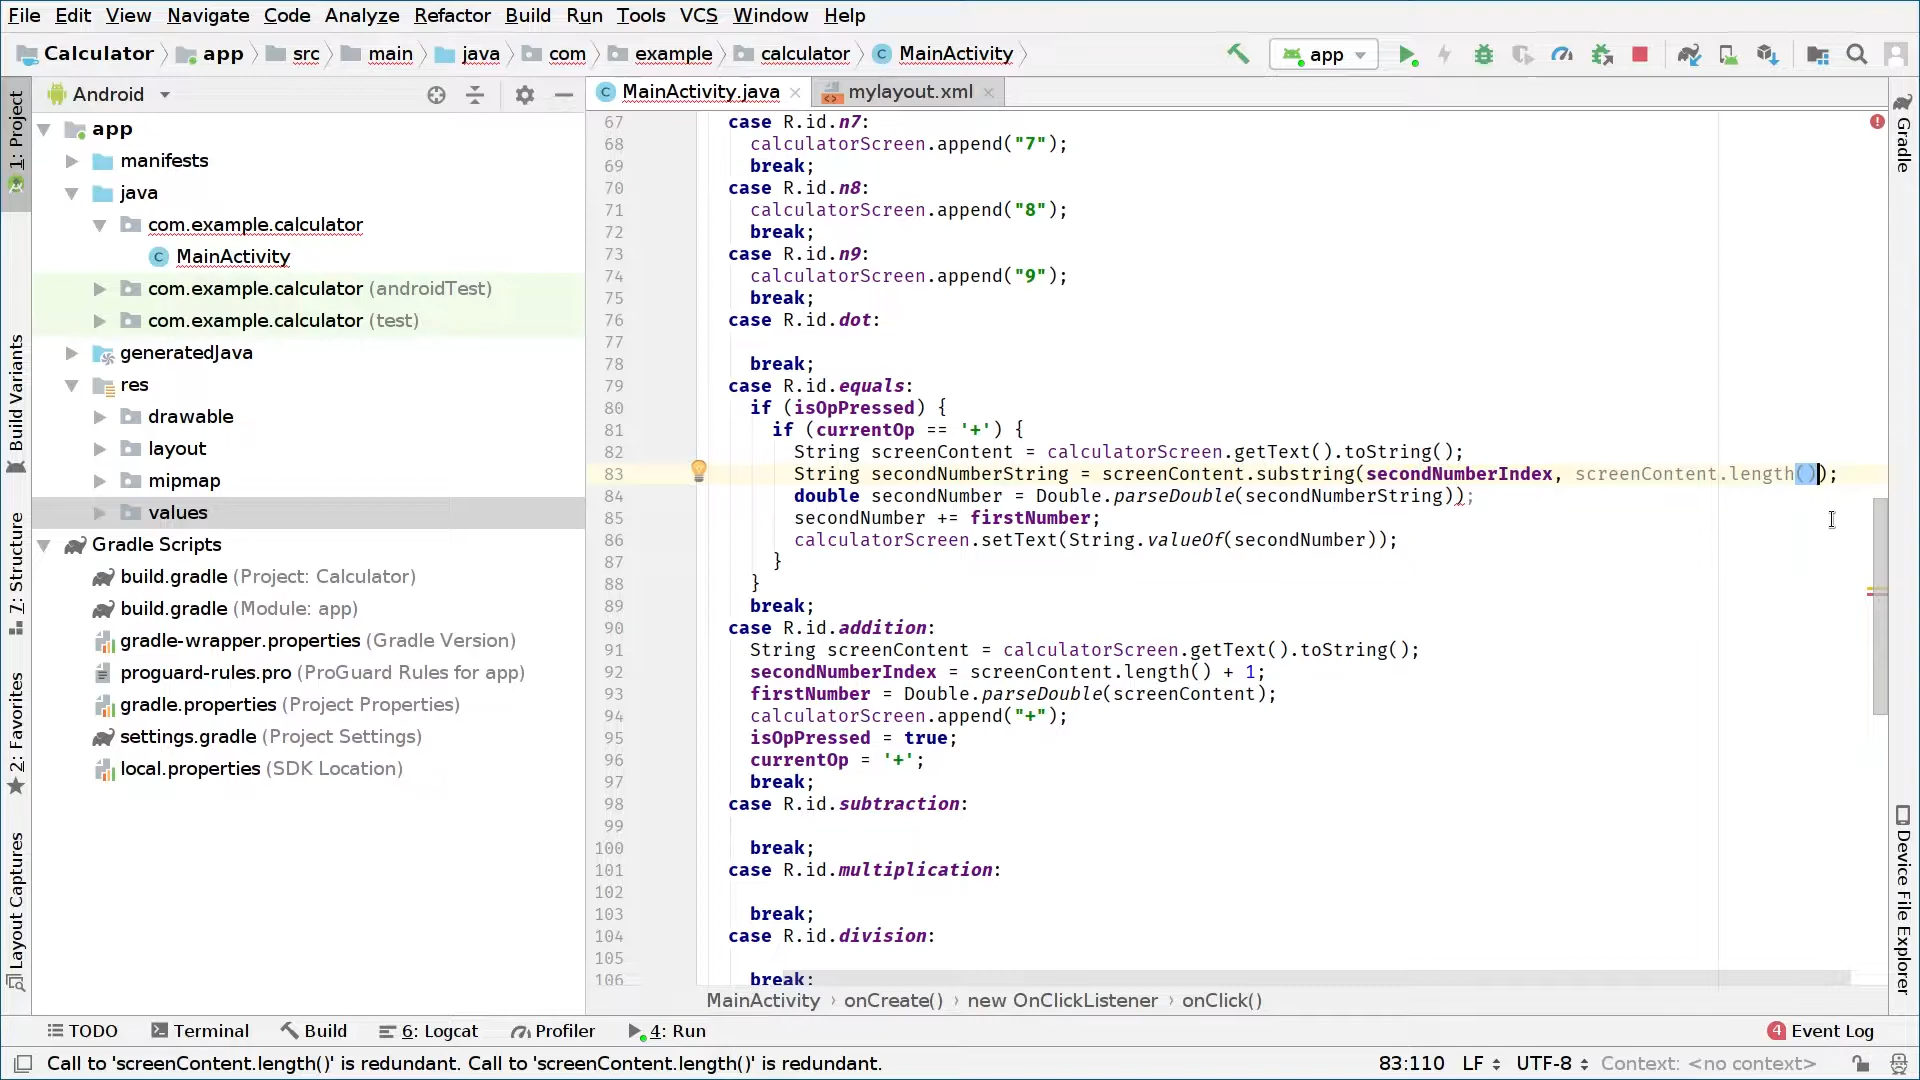 File Edit View Navigate Code Analyze Refactor Build Run Tools VCS Window Help
Calculator app src main java com example calculator MainActivity app
Android
MainActivity.java mylayout.xml
1: Project
Build Variants
7: Structure
2: Favorites
Layout Captures
app
manifests
java
com.example.calculator
MainActivity
com.example.calculator (androidTest)
com.example.calculator (test)
generatedJava
res
drawable
layout
mipmap
values
Gradle Scripts
build.gradle (Project: Calculator)
build.gradle (Module: app)
gradle-wrapper.properties (Gradle Version)
proguard-rules.pro (ProGuard Rules for app)
gradle.properties (Project Properties)
settings.gradle (Project Settings)
local.properties (SDK Location)
67 case R.id.n7:
68 calculatorScreen.append("7");
69 break;
70 case R.id.n8:
71 calculatorScreen.append("8");
72 break;
73 case R.id.n9:
74 calculatorScreen.append("9");
75 break;
76 case R.id.dot:
77
78 break;
79 case R.id.equals:
80 if (isOpPressed) {
81 if (currentOp == '+') {
82 String screenContent = calculatorScreen.getText().toString();
83 String secondNumberString = screenContent.substring(secondNumberIndex, screenContent.length());
84 double secondNumber = Double.parseDouble(secondNumberString));
85 secondNumber += firstNumber;
86 calculatorScreen.setText(String.valueOf(secondNumber));
87 }
88 }
89 break;
90 case R.id.addition:
91 String screenContent = calculatorScreen.getText().toString();
92 secondNumberIndex = screenContent.length() + 1;
93 firstNumber = Double.parseDouble(screenContent);
94 calculatorScreen.append("+");
95 isOpPressed = true;
96 currentOp = '+';
97 break;
98 case R.id.subtraction:
99
100 break;
101 case R.id.multiplication:
102
103 break;
104 case R.id.division:
105
106 break;
MainActivity › onCreate() › new OnClickListener › onClick()
Gradle
Device File Explorer
TODO Terminal Build 6: Logcat Profiler 4: Run 4 Event Log
Call to 'screenContent.length()' is redundant. Call to 'screenContent.length()' is redundant. 83:110 LF UTF-8 Context: <no context>